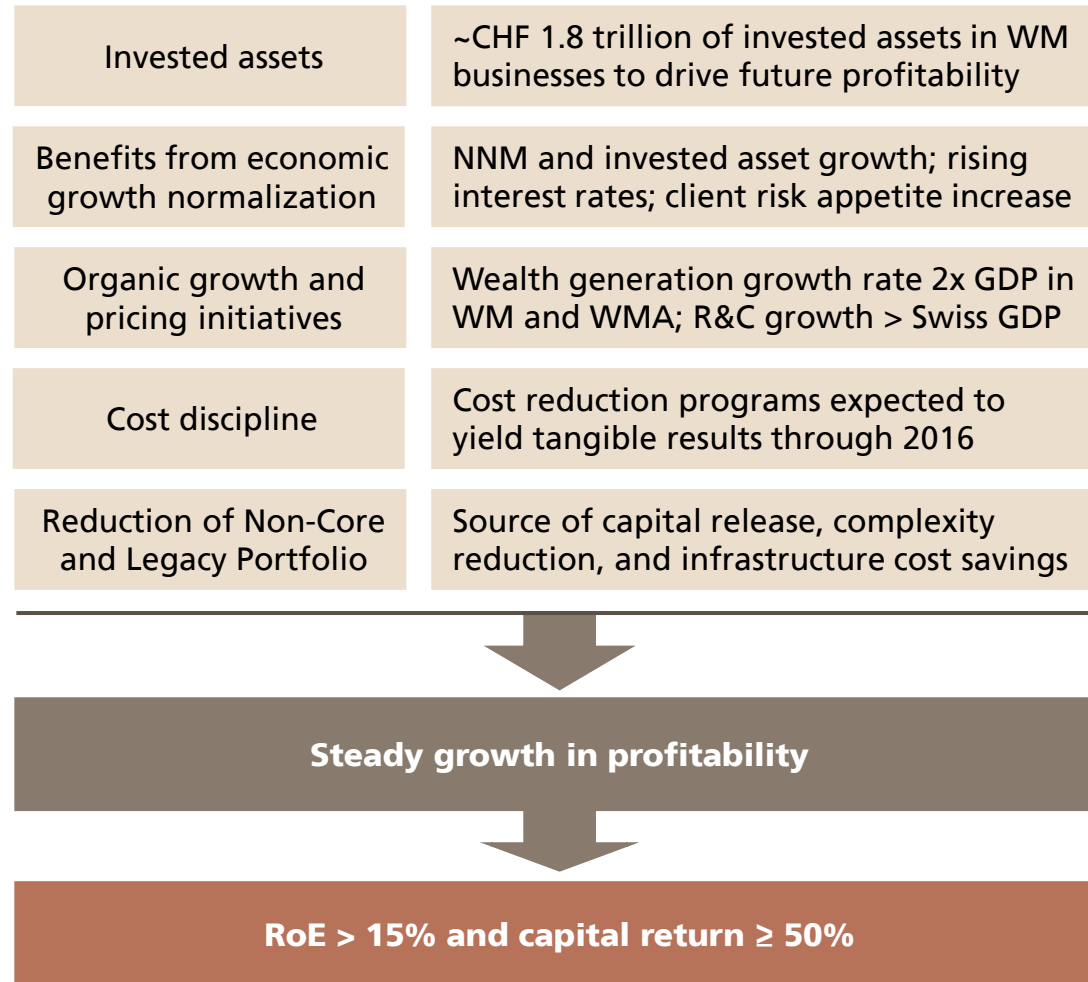 Invested assets
~CHF 1.8 trillion of invested assets in WM
businesses to drive future profitability
Benefits from economic
growth normalization
NNM and invested asset growth; rising
interest rates; client risk appetite increase
Organic growth and
pricing initiatives
Wealth generation growth rate 2x GDP in
WM and WMA; R&C growth > Swiss GDP
Cost discipline
Cost reduction programs expected to
yield tangible results through 2016
Reduction of Non-Core
and Legacy Portfolio
Source of capital release, complexity
reduction, and infrastructure cost savings
Steady growth in profitability
RoE > 15% and capital return ≥ 50%